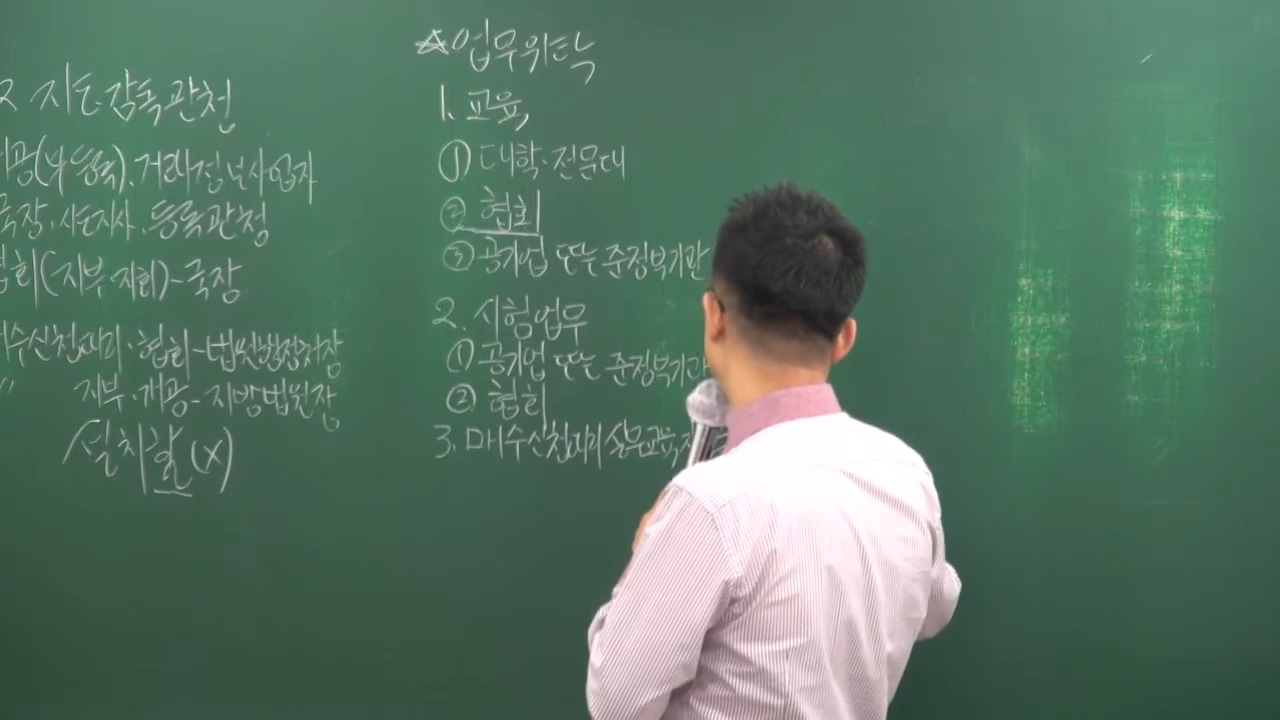 지도·감독관청
(부동록), 거래정보사업자
국장·시도지사·등록관청
협회(지부·지회)-국장
매수신청대리·협회-법원행정처장
〃 지부·개공-지방법원장
설치할(X)
☆업무위탁
1. 교육,
① 대학·전문대
② 협회
③ 공기업 또는 준정부기관
2. 시험업무
① 공기업 또는 준정부기관
② 협회
3. 매수신청대리 실무교육